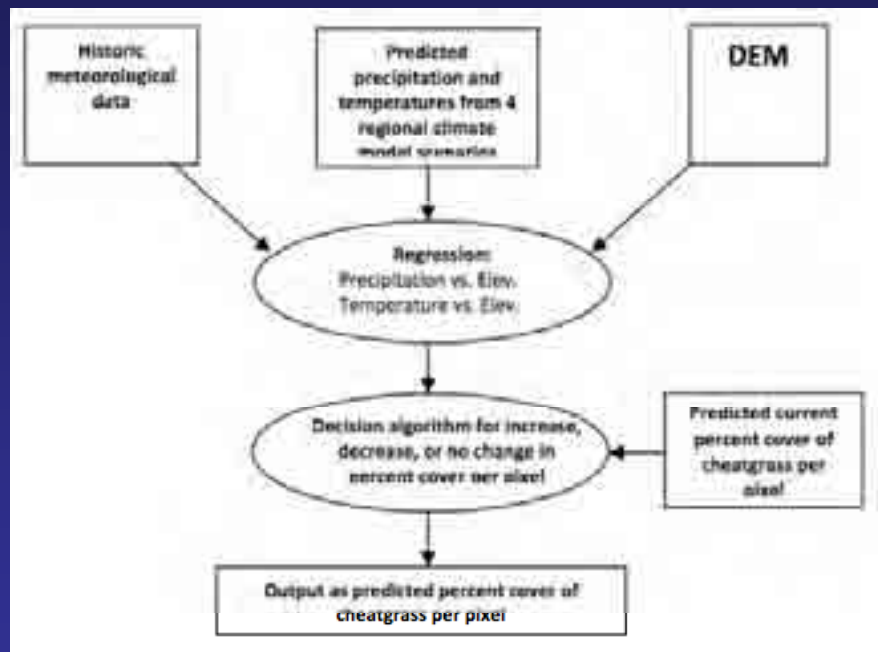 Historic
meteorological
data
Predicted
precipitation and
temperatures from 4
regional climate
model scenarios
DEM
Regression:
Precipitation vs. Elev.
Temperature vs. Elev.
Decision algorithm for increase,
decrease, or no change in
percent cover per pixel
Predicted current
percent cover of
cheatgrass per
pixel
Output as predicted percent cover of
cheatgrass per pixel